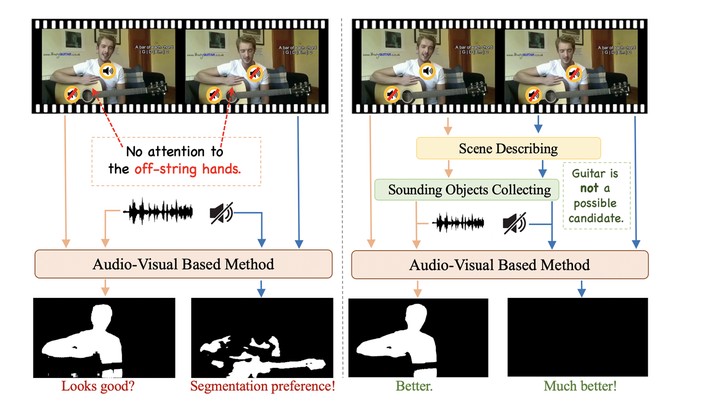 No attention to
the off-string hands.
Audio-Visual Based Method
Looks good?
Segmentation preference!
Scene Describing
Sounding Objects Collecting
Guitar is
not a
possible
candidate.
Audio-Visual Based Method
Better.
Much better!